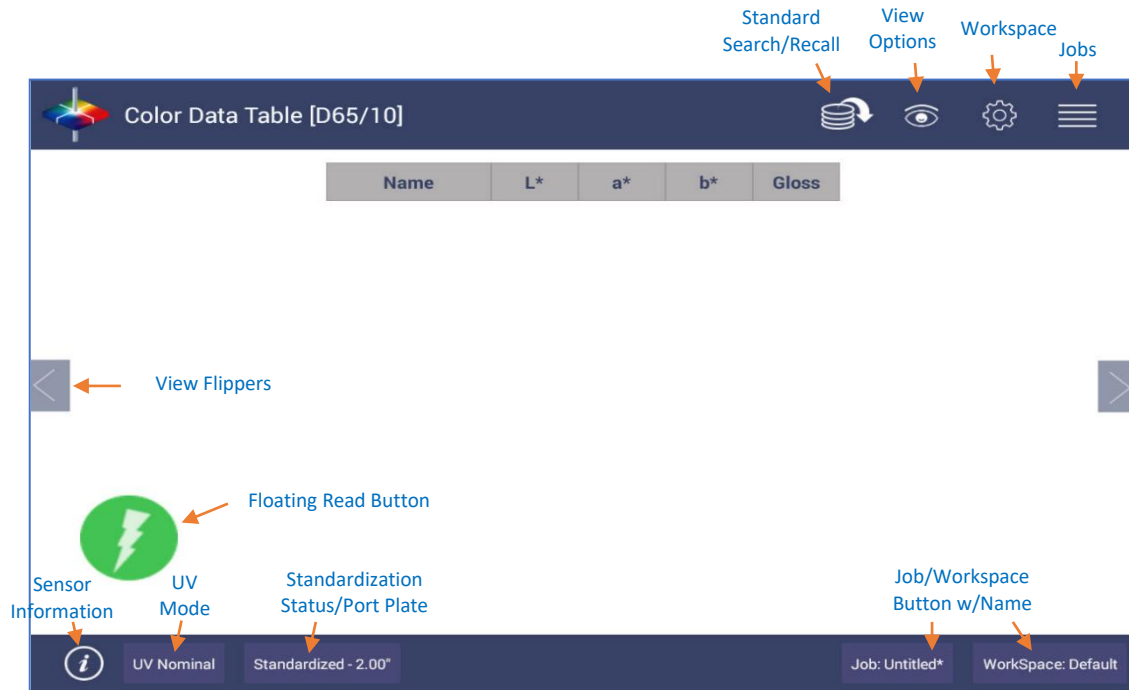 Standard
Search/Recall
View
Options
Workspace
Jobs
Color Data Table [D65/10]
Name L* a* b* Gloss
View Flippers
Floating Read Button
Sensor
Information
UV
Mode
Standardization
Status/Port Plate
Job/Workspace
Button w/Name
i UV Nominal Standardized - 2.00" Job: Untitled* WorkSpace: Default